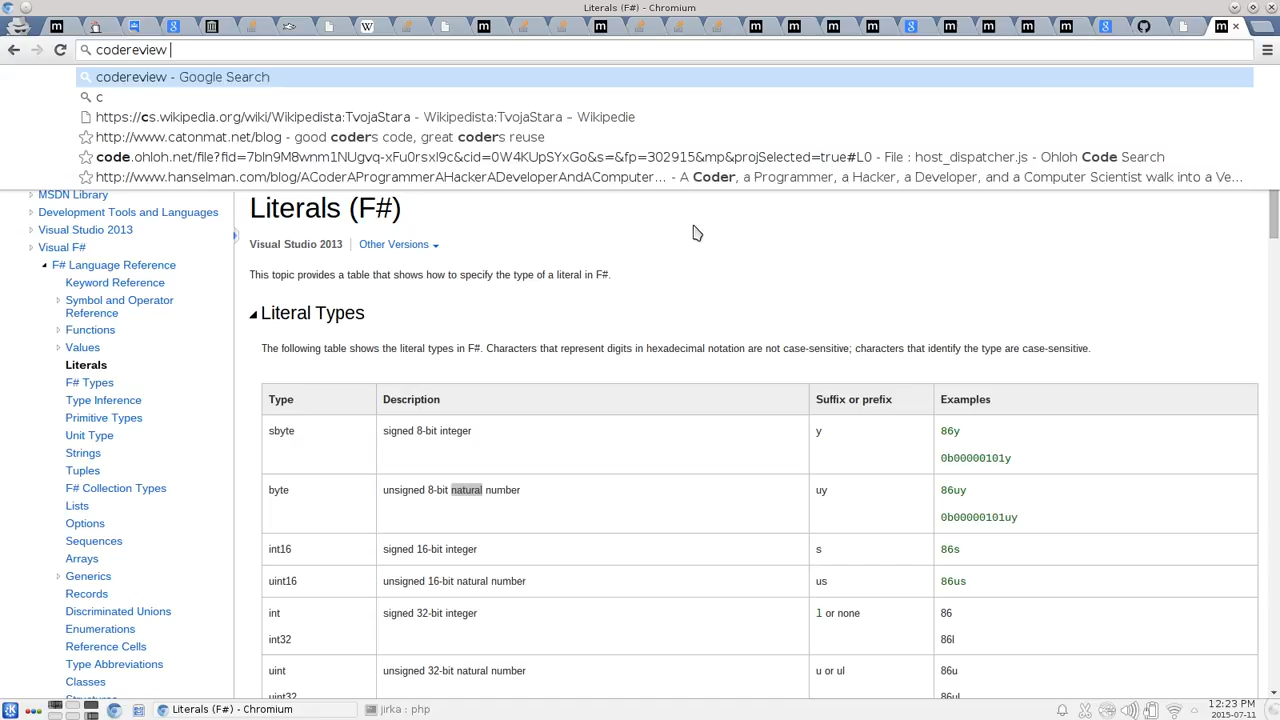 Literals (F#) - Chromium
codereview
codereview - Google Search
c
https://cs.wikipedia.org/wiki/Wikipedista:TvojaStara - Wikipedista:TvojaStara – Wikipedie
http://www.catonmat.net/blog - good coders code, great coders reuse
code.ohloh.net/file?fid=7bln9M8wnm1NUgvq-xFu0rsxI9c&cid=0W4KUpSYxGo&s=&fp=302915&mp&projSelected=true#L0 - File : host_dispatcher.js - Ohloh Code Search
http://www.hanselman.com/blog/ACoderAProgrammerAHackerADeveloperAndAComputer... - A Coder, a Programmer, a Hacker, a Developer, and a Computer Scientist walk into a Ve...
MSDN Library
Development Tools and Languages
Visual Studio 2013
Visual F#
F# Language Reference
Keyword Reference
Symbol and Operator
Reference
Functions
Values
Literals
F# Types
Type Inference
Primitive Types
Unit Type
Strings
Tuples
F# Collection Types
Lists
Options
Sequences
Arrays
Generics
Records
Discriminated Unions
Enumerations
Reference Cells
Type Abbreviations
Classes
Literals (F#)
Visual Studio 2013 | Other Versions
This topic provides a table that shows how to specify the type of a literal in F#.
Literal Types
The following table shows the literal types in F#. Characters that represent digits in hexadecimal notation are not case-sensitive; characters that identify the type are case-sensitive.
Type Description Suffix or prefix Examples
sbyte signed 8-bit integer y 86y
0b00000101y
byte unsigned 8-bit natural number uy 86uy
0b00000101uy
int16 signed 16-bit integer s 86s
uint16 unsigned 16-bit natural number us 86us
int signed 32-bit integer l or none 86
int32 86l
uint unsigned 32-bit natural number u or ul 86u
uint32 86ul
Literals (F#) - Chromium
jirka : php
12:23 PM
2015-07-11